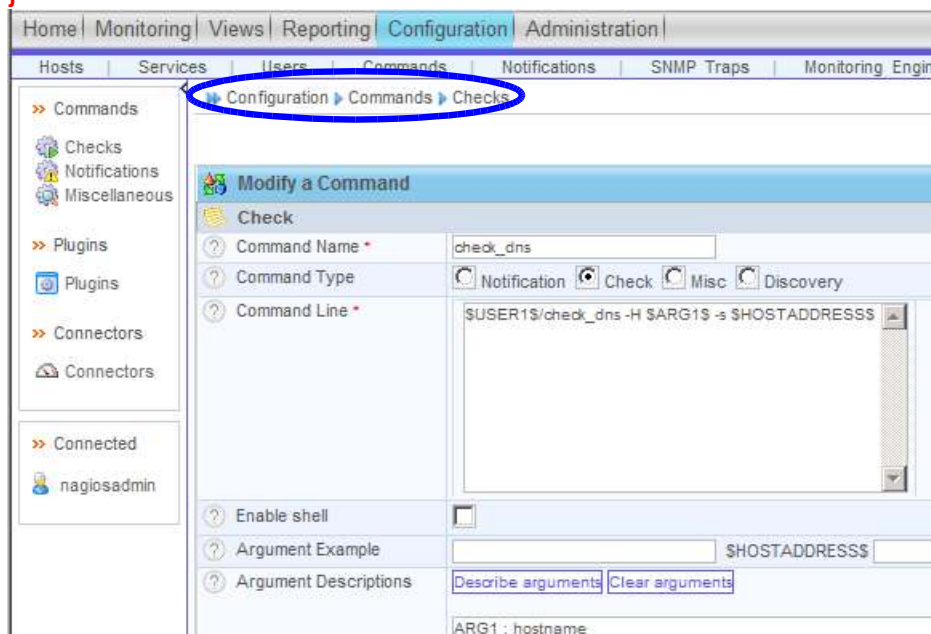 Home Monitoring Views Reporting Configuration Administration
Hosts | Services | Users | Commands | Notifications | SNMP Traps | Monitoring Engin
Configuration Commands Checks
Commands
Checks
Notifications
Miscellaneous
Plugins
Plugins
Connectors
Connectors
Connected
nagiosadmin
Modify a Command
Check
Command Name * check_dns
Command Type Notification Check Misc Discovery
Command Line * $USER1$/check_dns -H $ARG1$ -s $HOSTADDRESS$
Enable shell
Argument Example $HOSTADDRESS$
Argument Descriptions Describe arguments Clear arguments
ARG1 : hostname